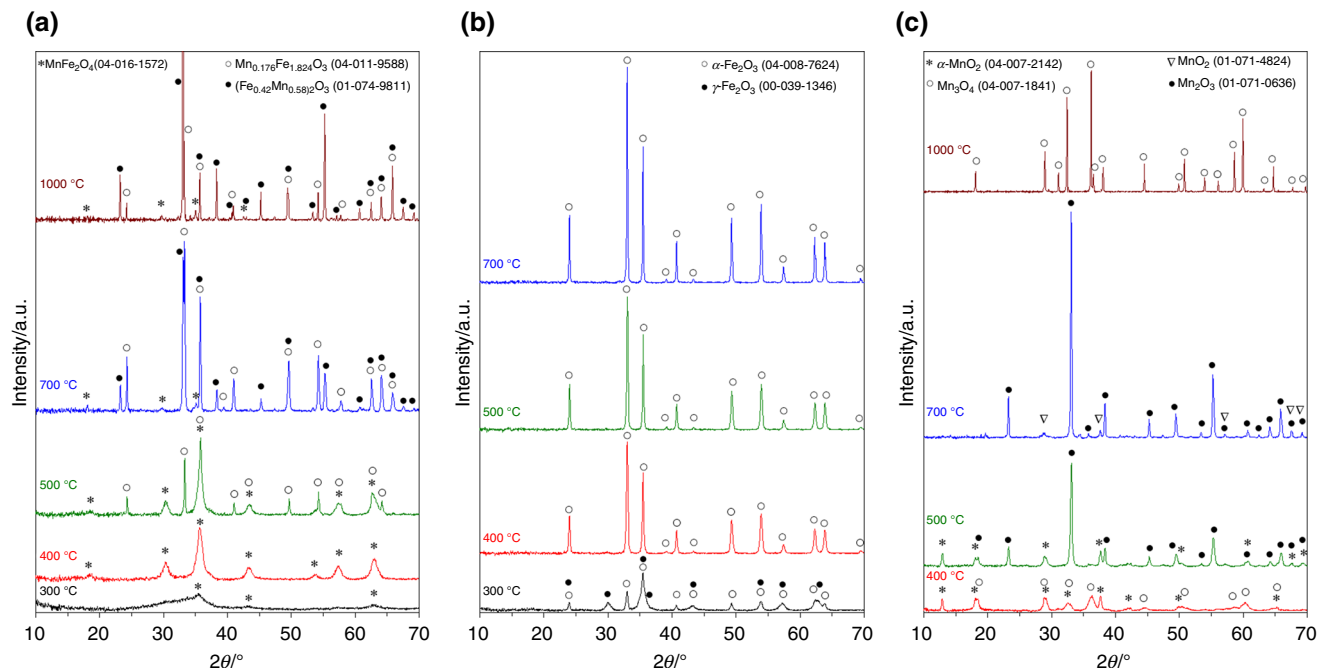 (a)
*MnFe2O4(04-016-1572)
○ Mn0.176Fe1.824O3 (04-011-9588)
● (Fe0.42Mn0.58)2O3 (01-074-9811)
1000 °C
700 °C
500 °C
400 °C
300 °C
Intensity/a.u.
10 20 30 40 50 60 70
2θ/°
(b)
○ α-Fe2O3 (04-008-7624)
● γ-Fe2O3 (00-039-1346)
700 °C
500 °C
400 °C
300 °C
Intensity/a.u.
10 20 30 40 50 60 70
2θ/°
(c)
* α-MnO2 (04-007-2142)
▽ MnO2 (01-071-4824)
○ Mn3O4 (04-007-1841)
● Mn2O3 (01-071-0636)
1000 °C
700 °C
500 °C
400 °C
Intensity/a.u.
10 20 30 40 50 60 70
2θ/°